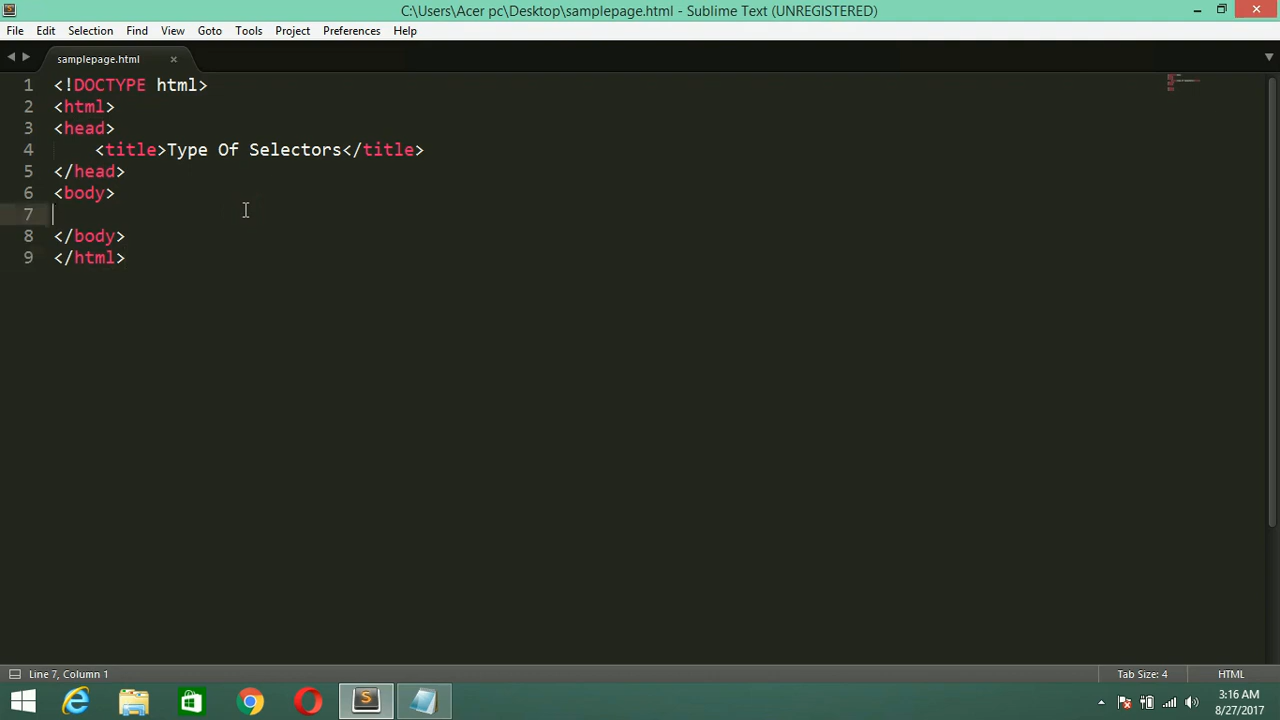 C:\Users\Acer pc\Desktop\samplepage.html - Sublime Text (UNREGISTERED)
File Edit Selection Find View Goto Tools Project Preferences Help
samplepage.html
1 <!DOCTYPE html>
2 <html>
3 <head>
4 <title>Type Of Selectors</title>
5 </head>
6 <body>
7
8 </body>
9 </html>
Line 7, Column 1
Tab Size: 4
HTML
3:16 AM
8/27/2017